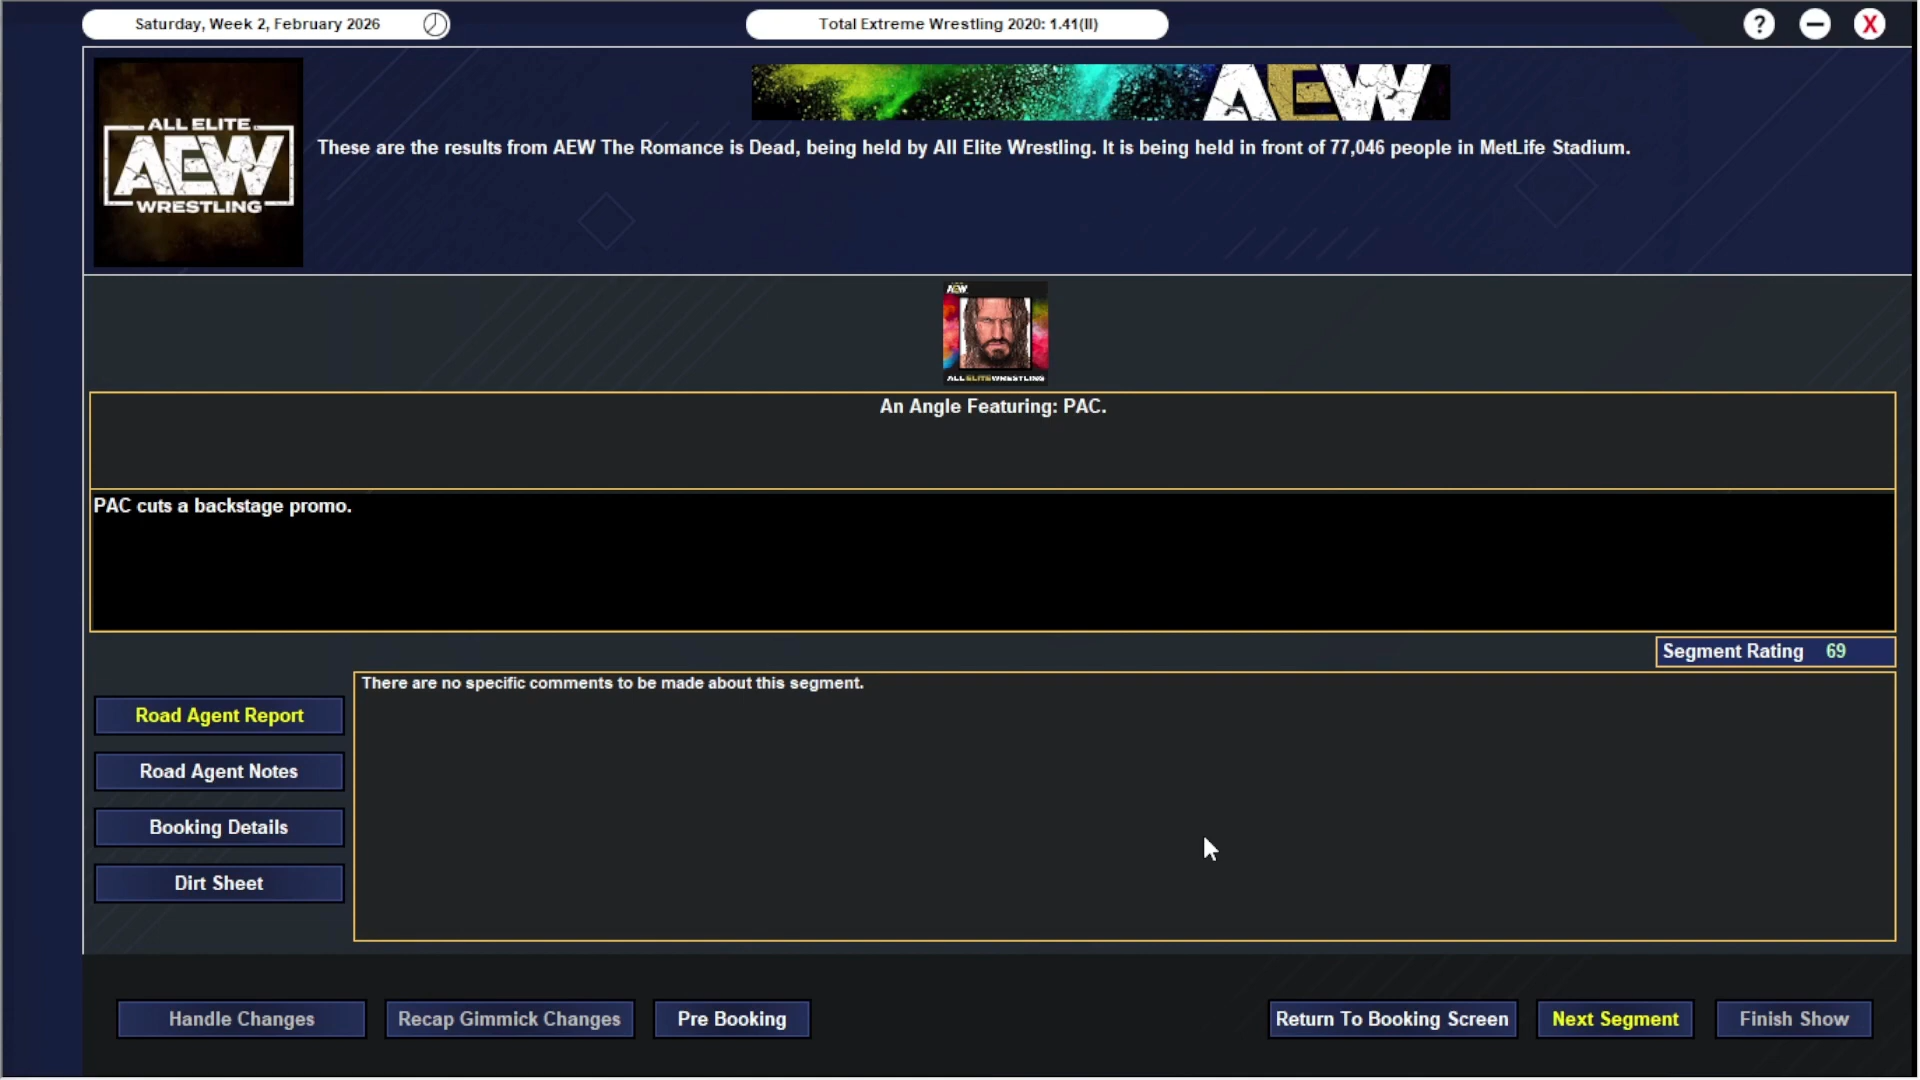 Saturday, Week 2, February 2026
Total Extreme Wrestling 2020: 1.41(II)
?
X
ALL ELITE
AEW
WRESTLING
AEW
These are the results from AEW The Romance is Dead, being held by All Elite Wrestling. It is being held in front of 77,046 people in MetLife Stadium.
AEW
ALL ELITE WRESTLING
An Angle Featuring: PAC.
PAC cuts a backstage promo.
Segment Rating 69
There are no specific comments to be made about this segment.
Road Agent Report
Road Agent Notes
Booking Details
Dirt Sheet
Handle Changes
Recap Gimmick Changes
Pre Booking
Return To Booking Screen
Next Segment
Finish Show